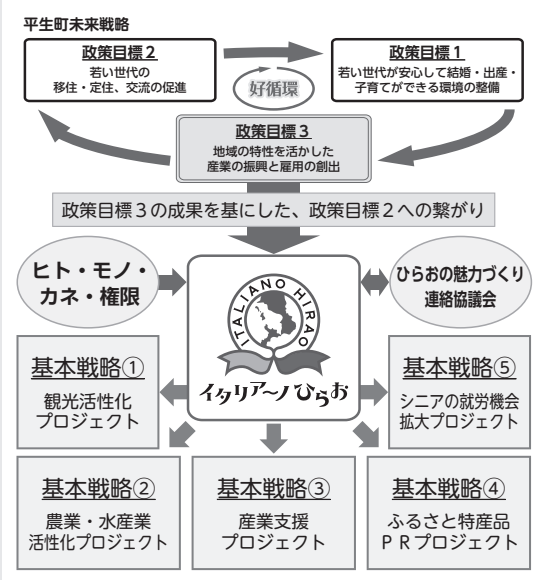 平生町未来戦略
政策目標２
若い世代の
移住・定住、交流の促進
政策目標１
若い世代が安心して結婚・出産・
子育てができる環境の整備
好循環
政策目標３
地域の特性を活かした
産業の振興と雇用の創出
政策目標３の成果を基にした、政策目標２への繋がり
ヒト・モノ・
カネ・権限
ITALIANO HIRAO
イタリア〜ノひらお
ひらおの魅力づくり
連絡協議会
基本戦略①
観光活性化
プロジェクト
基本戦略⑤
シニアの就労機会
拡大プロジェクト
基本戦略②
農業・水産業
活性化プロジェクト
基本戦略③
産業支援
プロジェクト
基本戦略④
ふるさと特産品
ＰＲプロジェクト